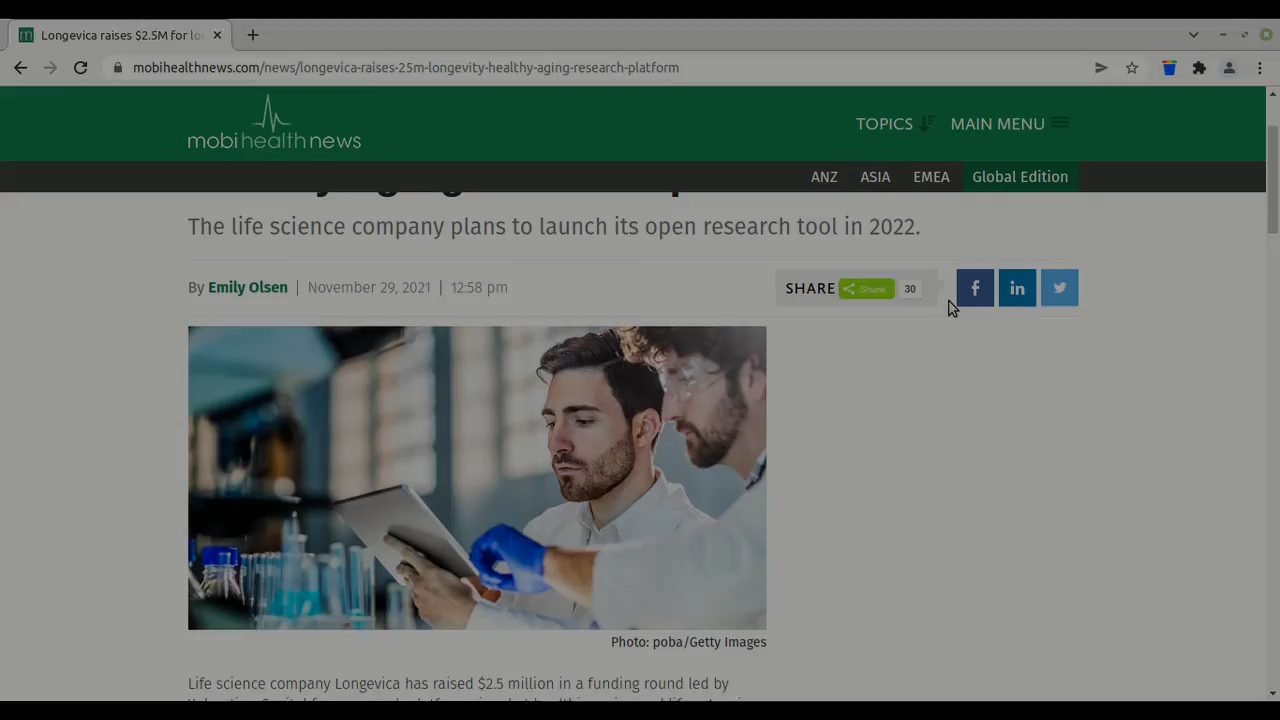 Longevica raises $2.5M for lo
mobihealthnews.com/news/longevica-raises-25m-longevity-healthy-aging-research-platform
mobihealthnews
TOPICS
MAIN MENU
ANZ
ASIA
EMEA
Global Edition
The life science company plans to launch its open research tool in 2022.
By Emily Olsen | November 29, 2021 | 12:58 pm
SHARE Share 30
Photo: poba/Getty Images
Life science company Longevica has raised $2.5 million in a funding round led by